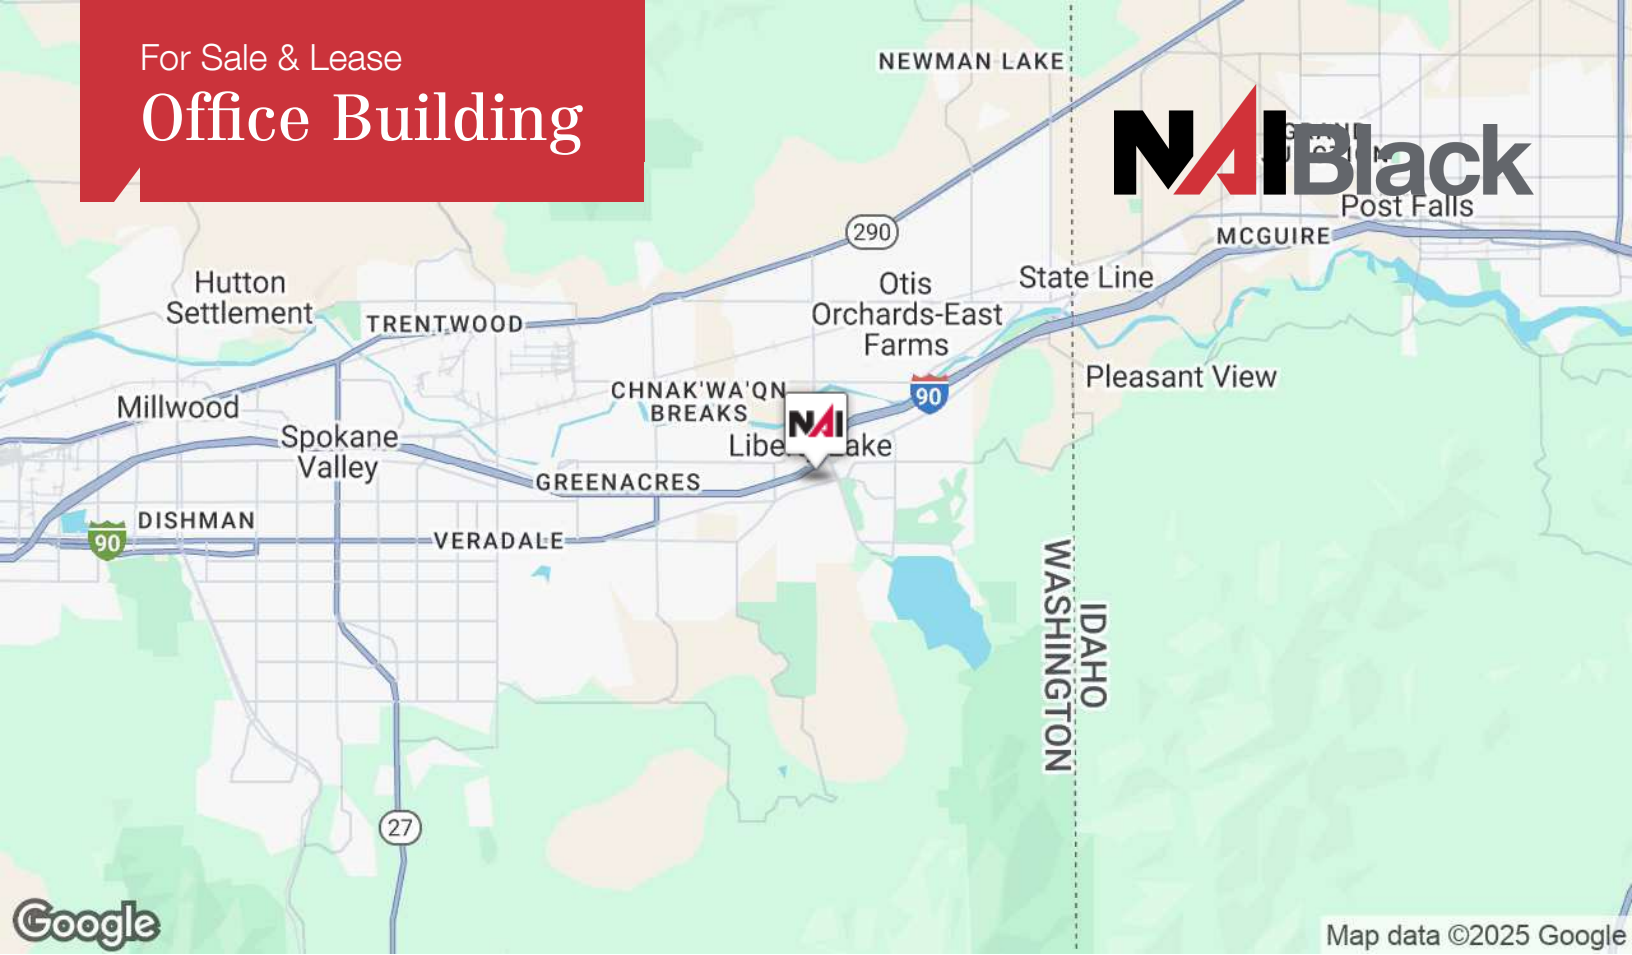 For Sale & Lease
Office Building
NEWMAN LAKE
NAIBlack
Post Falls
290
MCGUIRE
Hutton
Settlement
Otis
Orchards-East
Farms
State Line
TRENTWOOD
Pleasant View
CHNAK'WA'QN
BREAKS
90
Millwood
NAI
Spokane
Valley
Lake
GREENACRES
DISHMAN
90
VERADALE
WASHINGTON
IDAHO
27
Google
Map data ©2025 Google